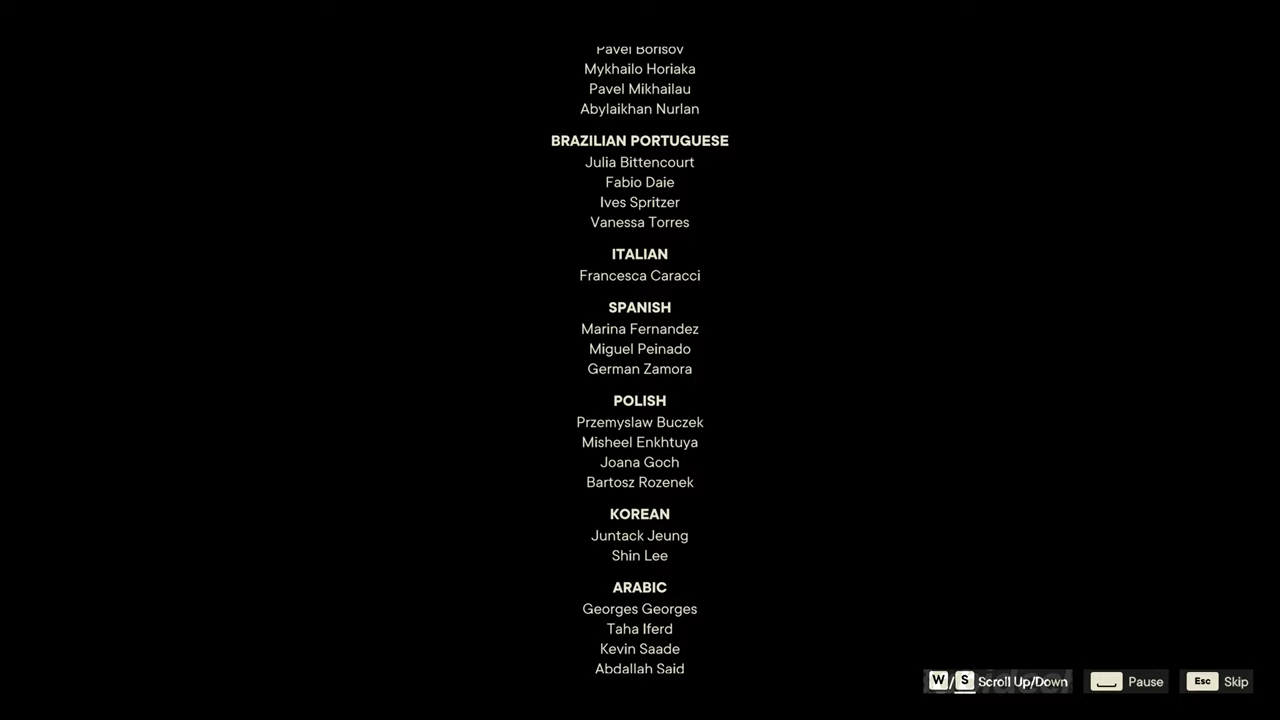 Pavel Borisov
Mykhailo Horiaka
Pavel Mikhailau
Abylaikhan Nurlan
BRAZILIAN PORTUGUESE
Julia Bittencourt
Fabio Daie
Ives Spritzer
Vanessa Torres
ITALIAN
Francesca Caracci
SPANISH
Marina Fernandez
Miguel Peinado
German Zamora
POLISH
Przemyslaw Buczek
Misheel Enkhtuya
Joana Goch
Bartosz Rozenek
KOREAN
Juntack Jeung
Shin Lee
ARABIC
Georges Georges
Taha Iferd
Kevin Saade
Abdallah Said
W/S Scroll Up/Down Pause Esc Skip